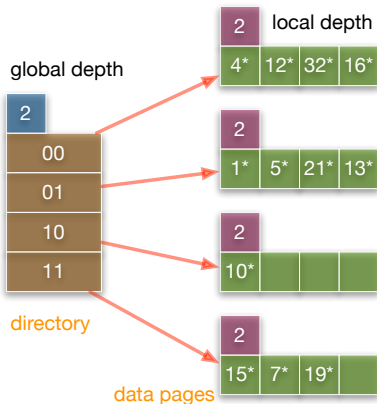 2 local depth
4* 12* 32* 16*
global depth
2
2
00
1* 5* 21* 13*
01
10
2
11
10*
directory
2
15* 7* 19*
data pages